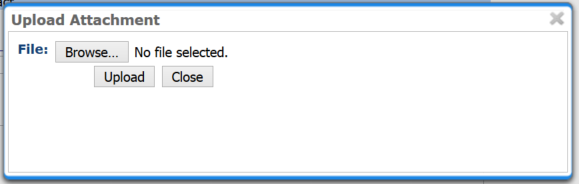 Upload Attachment
File: Browse... No file selected.
Upload Close